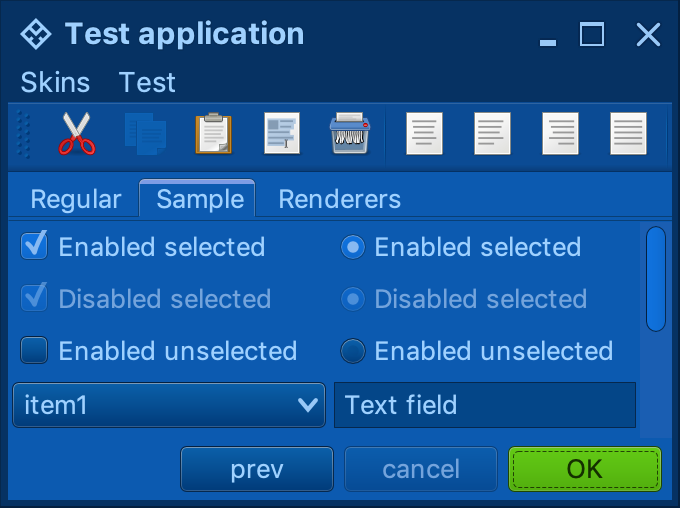 Test application
Skins Test
Regular Sample Renderers
Enabled selected Enabled selected
Disabled selected Disabled selected
Enabled unselected Enabled unselected
item1 Text field
prev cancel OK